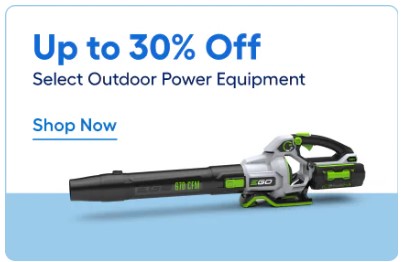 Up to 30% Off
Select Outdoor Power Equipment
Shop Now
670 CFM
EGO